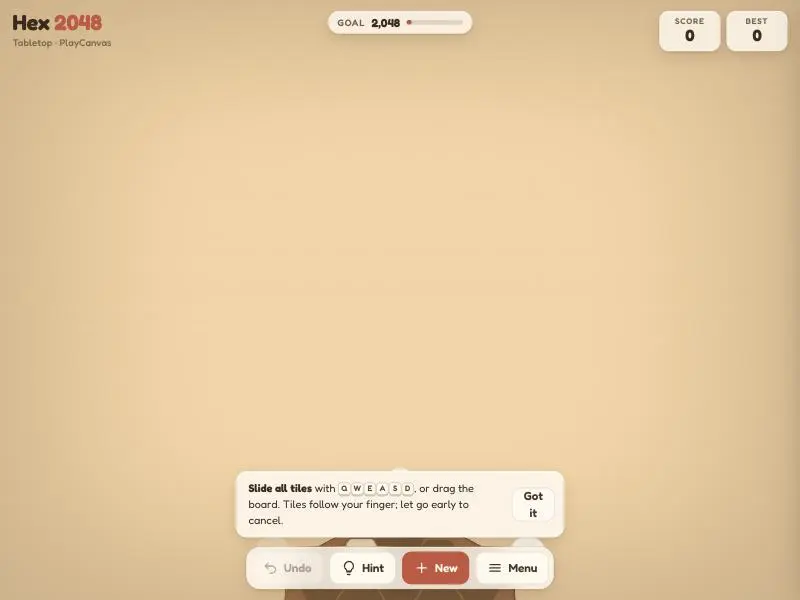 Hex 2048
Tabletop · PlayCanvas
GOAL 2,048
SCORE
0
BEST
0
Slide all tiles with Q W E A S D, or drag the
board. Tiles follow your finger; let go early to
cancel.
Got
it
Undo
Hint
New
Menu